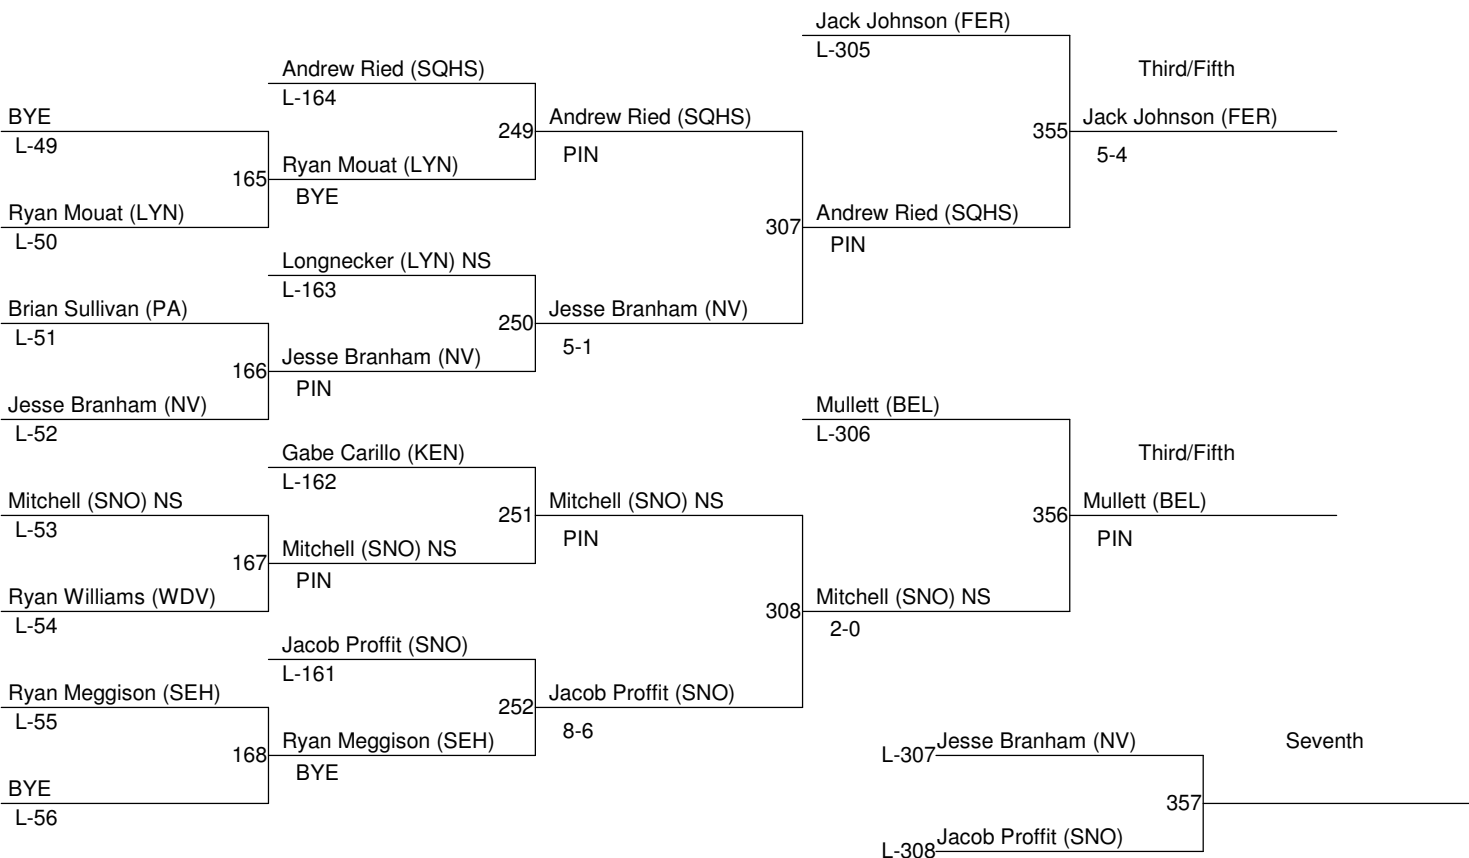 Jack Johnson (FER)
L-305
Andrew Ried (SQHS)
Third/Fifth
L-164
BYE
Andrew Ried (SQHS)
Jack Johnson (FER)
249
355
L-49
PIN
5-4
Ryan Mouat (LYN)
165
BYE
Ryan Mouat (LYN)
Andrew Ried (SQHS)
307
L-50
PIN
Longnecker (LYN) NS
L-163
Brian Sullivan (PA)
Jesse Branham (NV)
250
L-51
5-1
Jesse Branham (NV)
166
PIN
Jesse Branham (NV)
Mullett (BEL)
L-52
L-306
Gabe Carillo (KEN)
Third/Fifth
L-162
Mitchell (SNO) NS
Mitchell (SNO) NS
Mullett (BEL)
251
356
L-53
PIN
PIN
Mitchell (SNO) NS
167
PIN
Ryan Williams (WDV)
Mitchell (SNO) NS
308
L-54
2-0
Jacob Proffit (SNO)
L-161
Ryan Meggison (SEH)
Jacob Proffit (SNO)
252
L-55
8-6
Ryan Meggison (SEH)
Jesse Branham (NV)
Seventh
168
L-307
BYE
BYE
357
L-56
Jacob Proffit (SNO)
L-308